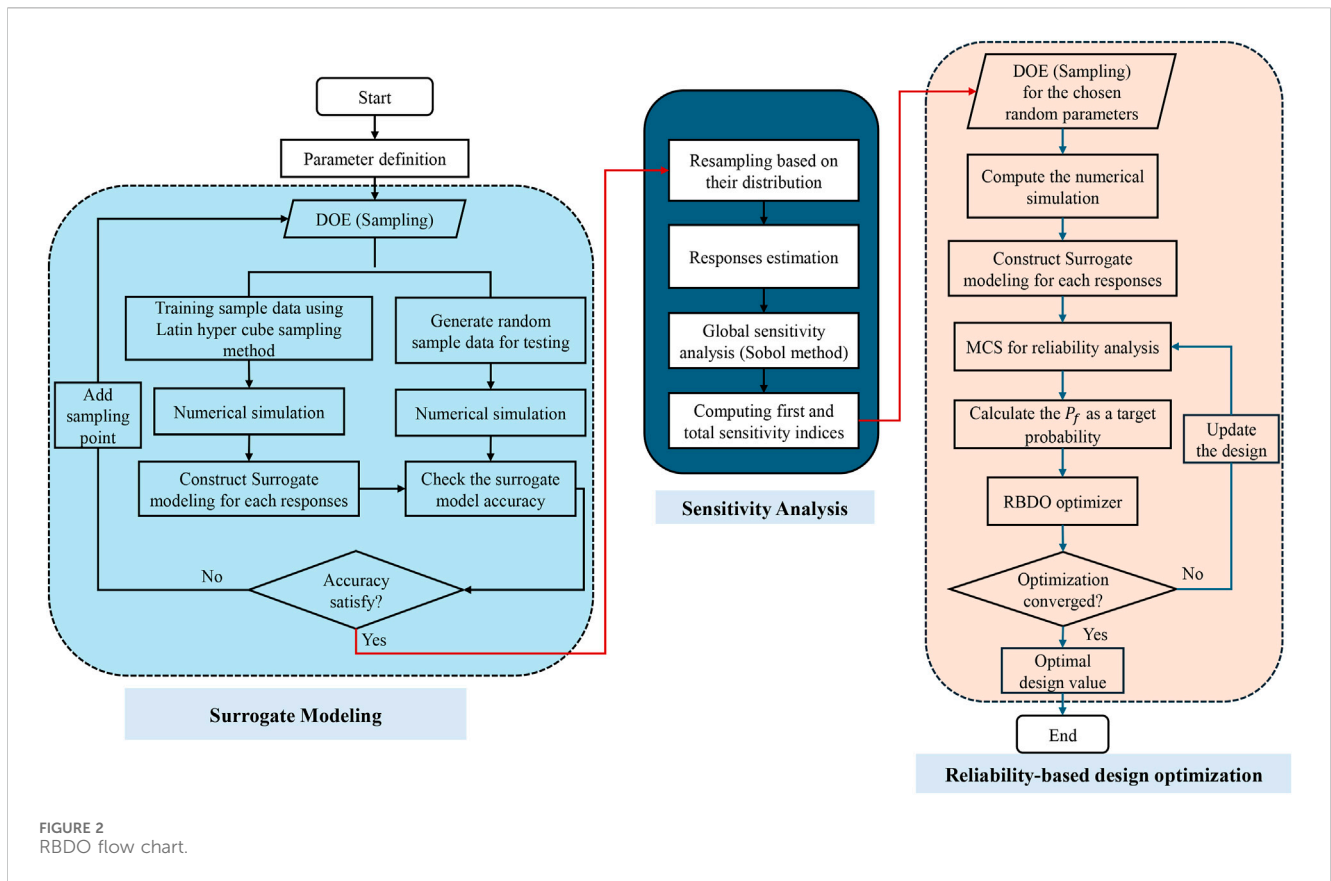 Start
Parameter definition
DOE (Sampling)
Training sample data using
Latin hyper cube sampling
method
Generate random
sample data for testing
Add
sampling
point
Numerical simulation
Numerical simulation
Construct Surrogate
modeling for each responses
Check the surrogate
model accuracy
No
Accuracy
satisfy?
Yes
Surrogate Modeling
Resampling based on
their distribution
Responses estimation
Global sensitivity
analysis (Sobol method)
Computing first and
total sensitivity indices
Sensitivity Analysis
DOE (Sampling)
for the chosen
random parameters
Compute the numerical
simulation
Construct Surrogate
modeling for each responses
MCS for reliability analysis
Calculate the P_f as a target
probability
Update
the design
RBDO optimizer
Optimization
converged?
No
Yes
Optimal
design value
End
Reliability-based design optimization
FIGURE 2
RBDO flow chart.